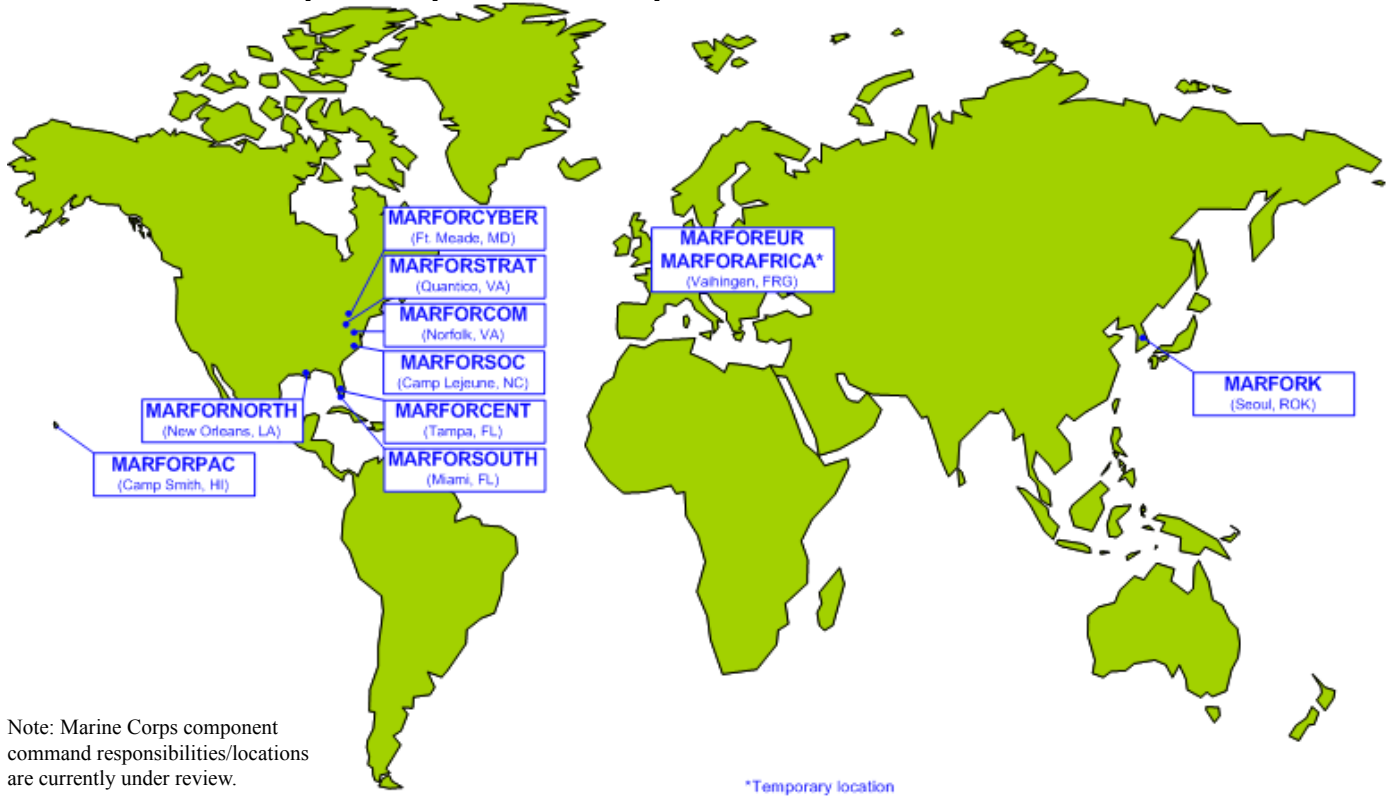 MARFORCYBER
(Ft. Meade, MD)
MARFORSTRAT
(Quantico, VA)
MARFORCOM
(Norfolk, VA)
MARFORSOC
(Camp Lejeune, NC)
MARFORCENT
(Tampa, FL)
MARFORSOUTH
(Miami, FL)
MARFORNORTH
(New Orleans, LA)
MARFORPAC
(Camp Smith, HI)
MARFOREUR
MARFORAFRICA*
(Vaihingen, FRG)
MARFORK
(Seoul, ROK)
Note: Marine Corps component
command responsibilities/locations
are currently under review.
*Temporary location